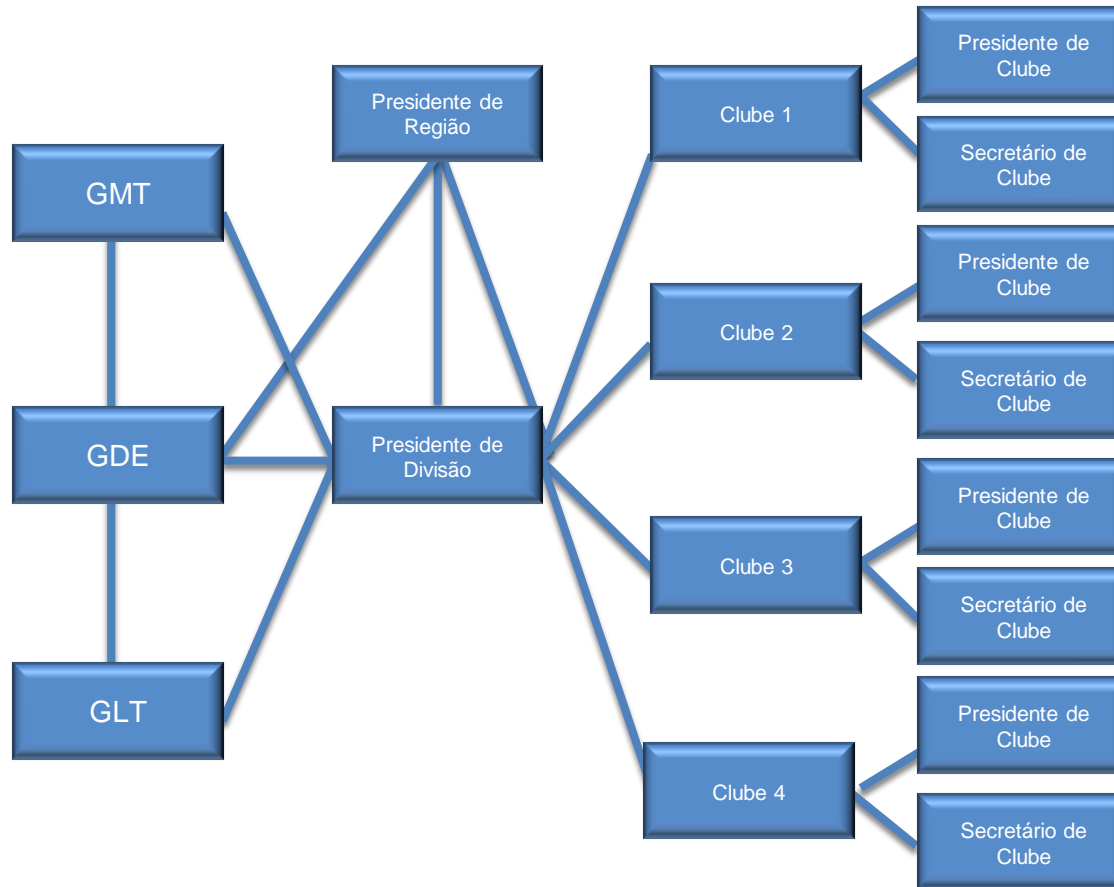 Presidente de
Clube
Presidente de
Região
Clube 1
Secretário de
Clube
GMT
Presidente de
Clube
Clube 2
Secretário de
Clube
GDE
Presidente de
Divisão
Presidente de
Clube
Clube 3
Secretário de
Clube
GLT
Presidente de
Clube
Clube 4
Secretário de
Clube